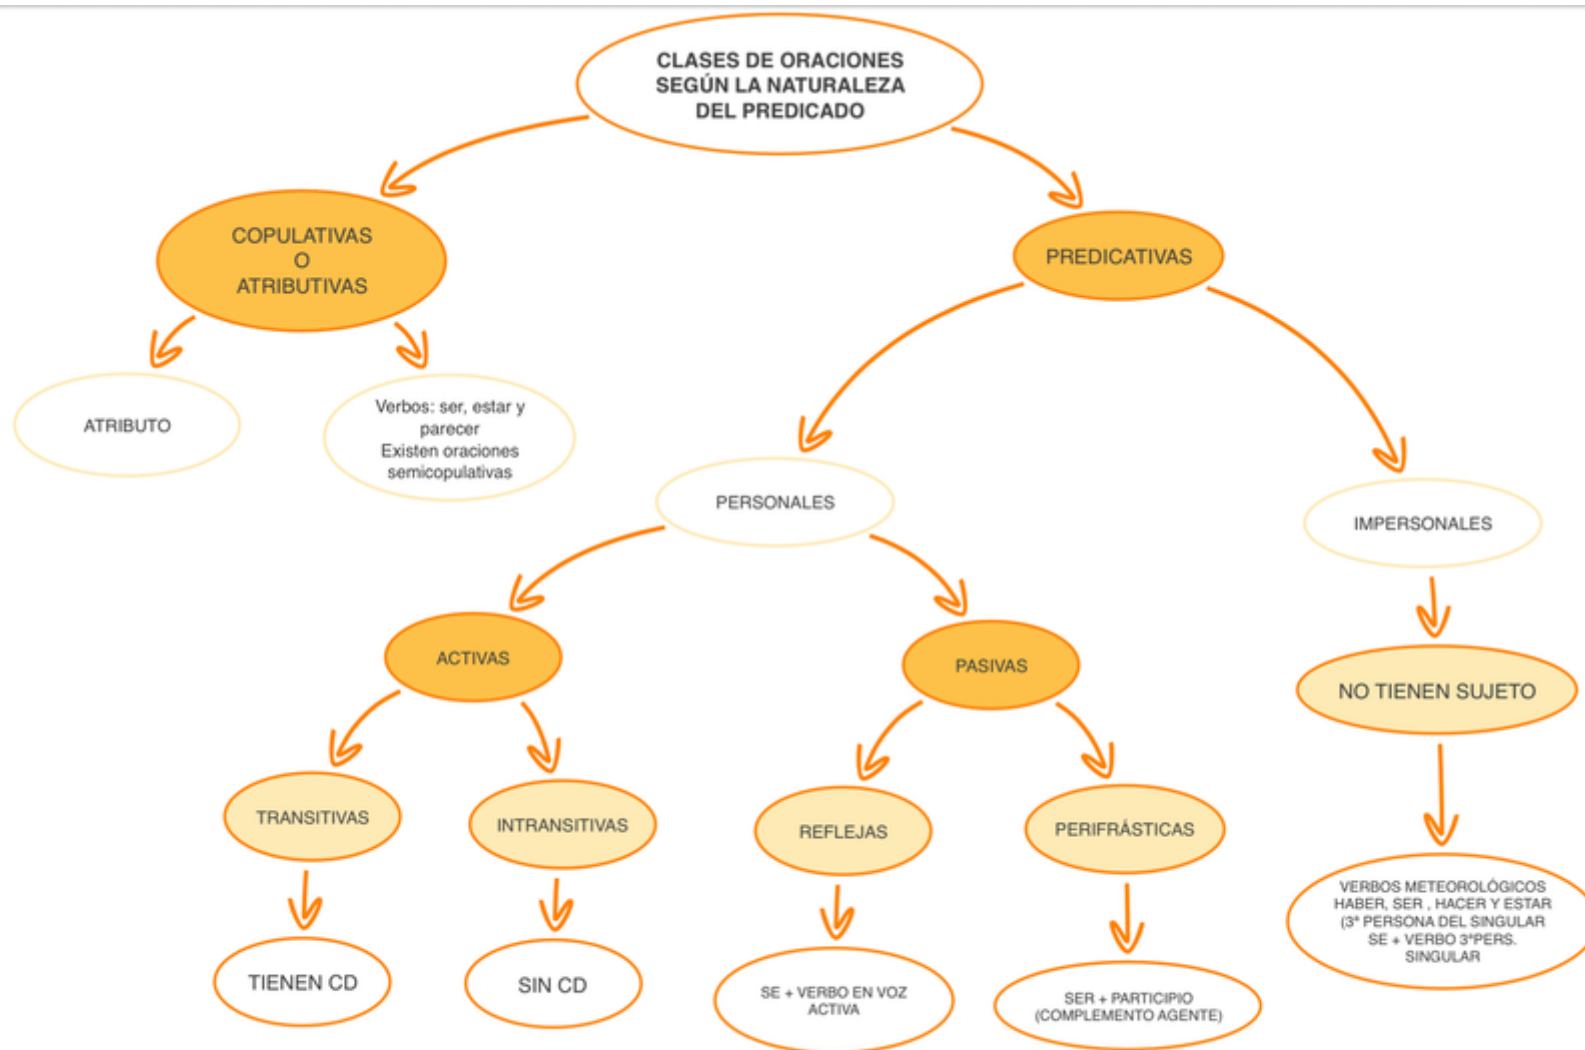 CLASES DE ORACIONES
SEGÚN LA NATURALEZA
DEL PREDICADO
COPULATIVAS
O
ATRIBUTIVAS
PREDICATIVAS
ATRIBUTO
Verbos: ser, estar y
parecer
Existen oraciones
semicopulativas
PERSONALES
IMPERSONALES
ACTIVAS
PASIVAS
NO TIENEN SUJETO
TRANSITIVAS
INTRANSITIVAS
REFLEJAS
PERIFRÁSTICAS
VERBOS METEOROLÓGICOS
HABER, SER , HACER Y ESTAR
(3ª PERSONA DEL SINGULAR
SE + VERBO 3ªPERS.
SINGULAR
TIENEN CD
SIN CD
SE + VERBO EN VOZ
ACTIVA
SER + PARTICIPIO
(COMPLEMENTO AGENTE)